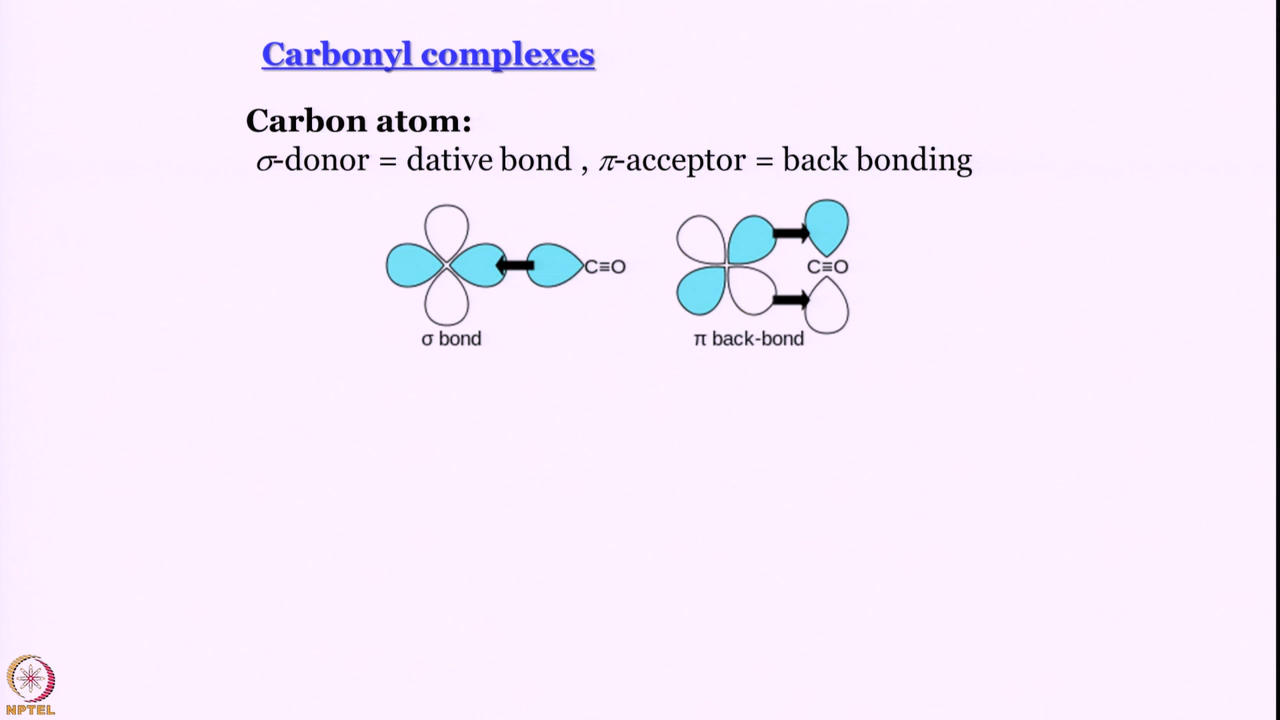 Carbonyl complexes
Carbon atom:
σ-donor = dative bond , π-acceptor = back bonding
C≡O
C≡O
σ bond
π back-bond
NPTEL